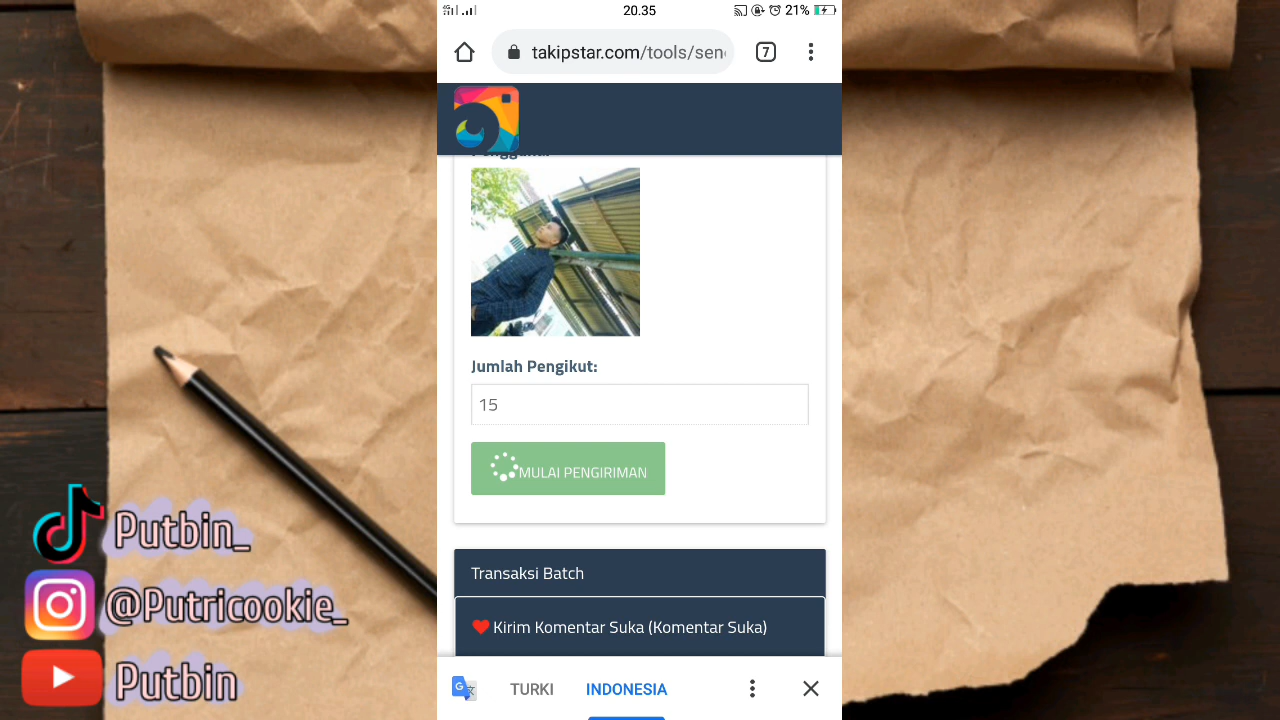 20.35
21%
takipstar.com/tools/sen
7
Jumlah Pengikut:
15
MULAI PENGIRIMAN
Transaksi Batch
Kirim Komentar Suka (Komentar Suka)
TURKI INDONESIA
Putbin_
@Putricookie_
Putbin